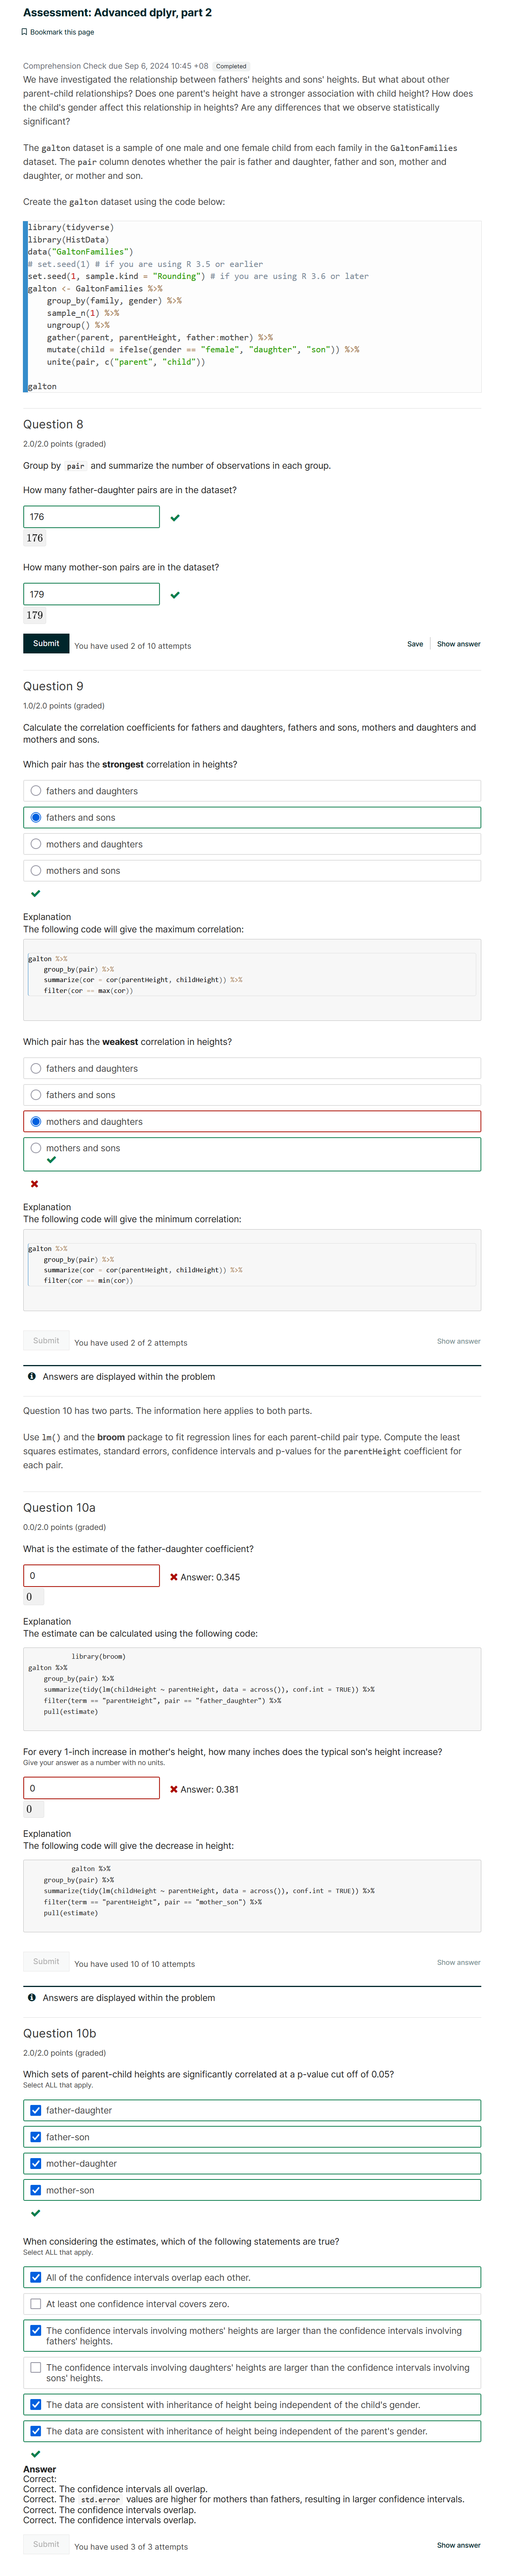 Assessment: Advanced dplyr, part 2
Bookmark this page
Comprehension Check due Sep 6, 2024 10:45 +08 Completed
We have investigated the relationship between fathers' heights and sons' heights. But what about other
parent-child relationships? Does one parent's height have a stronger association with child height? How does
the child's gender affect this relationship in heights? Are any differences that we observe statistically
significant?
The galton dataset is a sample of one male and one female child from each family in the GaltonFamilies
dataset. The pair column denotes whether the pair is father and daughter, father and son, mother and
daughter, or mother and son.
Create the galton dataset using the code below:
library(tidyverse)
library(HistData)
data("GaltonFamilies")
# set.seed(1) # if you are using R 3.5 or earlier
set.seed(1, sample.kind = "Rounding") # if you are using R 3.6 or later
galton <- GaltonFamilies %>%
    group_by(family, gender) %>%
    sample_n(1) %>%
    ungroup() %>%
    gather(parent, parentHeight, father:mother) %>%
    mutate(child = ifelse(gender == "female", "daughter", "son")) %>%
    unite(pair, c("parent", "child"))
galton
Question 8
2.0/2.0 points (graded)
Group by pair and summarize the number of observations in each group.
How many father-daughter pairs are in the dataset?
176
176
How many mother-son pairs are in the dataset?
179
179
Submit You have used 2 of 10 attempts Save Show answer
Question 9
1.0/2.0 points (graded)
Calculate the correlation coefficients for fathers and daughters, fathers and sons, mothers and daughters and
mothers and sons.
Which pair has the strongest correlation in heights?
fathers and daughters
fathers and sons
mothers and daughters
mothers and sons
Explanation
The following code will give the maximum correlation:
galton %>%
    group_by(pair) %>%
    summarize(cor = cor(parentHeight, childHeight)) %>%
    filter(cor == max(cor))
Which pair has the weakest correlation in heights?
fathers and daughters
fathers and sons
mothers and daughters
mothers and sons
Explanation
The following code will give the minimum correlation:
galton %>%
    group_by(pair) %>%
    summarize(cor = cor(parentHeight, childHeight)) %>%
    filter(cor == min(cor))
Submit You have used 2 of 2 attempts Show answer
Answers are displayed within the problem
Question 10 has two parts. The information here applies to both parts.
Use lm() and the broom package to fit regression lines for each parent-child pair type. Compute the least
squares estimates, standard errors, confidence intervals and p-values for the parentHeight coefficient for
each pair.
Question 10a
0.0/2.0 points (graded)
What is the estimate of the father-daughter coefficient?
0 Answer: 0.345
0
Explanation
The estimate can be calculated using the following code:
library(broom)
galton %>%
    group_by(pair) %>%
    summarize(tidy(lm(childHeight ~ parentHeight, data = across()), conf.int = TRUE)) %>%
    filter(term == "parentHeight", pair == "father_daughter") %>%
    pull(estimate)
For every 1-inch increase in mother's height, how many inches does the typical son's height increase?
Give your answer as a number with no units.
0 Answer: 0.381
0
Explanation
The following code will give the decrease in height:
galton %>%
    group_by(pair) %>%
    summarize(tidy(lm(childHeight ~ parentHeight, data = across()), conf.int = TRUE)) %>%
    filter(term == "parentHeight", pair == "mother_son") %>%
    pull(estimate)
Submit You have used 10 of 10 attempts Show answer
Answers are displayed within the problem
Question 10b
2.0/2.0 points (graded)
Which sets of parent-child heights are significantly correlated at a p-value cut off of 0.05?
Select ALL that apply.
father-daughter
father-son
mother-daughter
mother-son
When considering the estimates, which of the following statements are true?
Select ALL that apply.
All of the confidence intervals overlap each other.
At least one confidence interval covers zero.
The confidence intervals involving mothers' heights are larger than the confidence intervals involving
fathers' heights.
The confidence intervals involving daughters' heights are larger than the confidence intervals involving
sons' heights.
The data are consistent with inheritance of height being independent of the child's gender.
The data are consistent with inheritance of height being independent of the parent's gender.
Answer
Correct:
Correct. The confidence intervals all overlap.
Correct. The std.error values are higher for mothers than fathers, resulting in larger confidence intervals.
Correct. The confidence intervals overlap.
Correct. The confidence intervals overlap.
Submit You have used 3 of 3 attempts Show answer